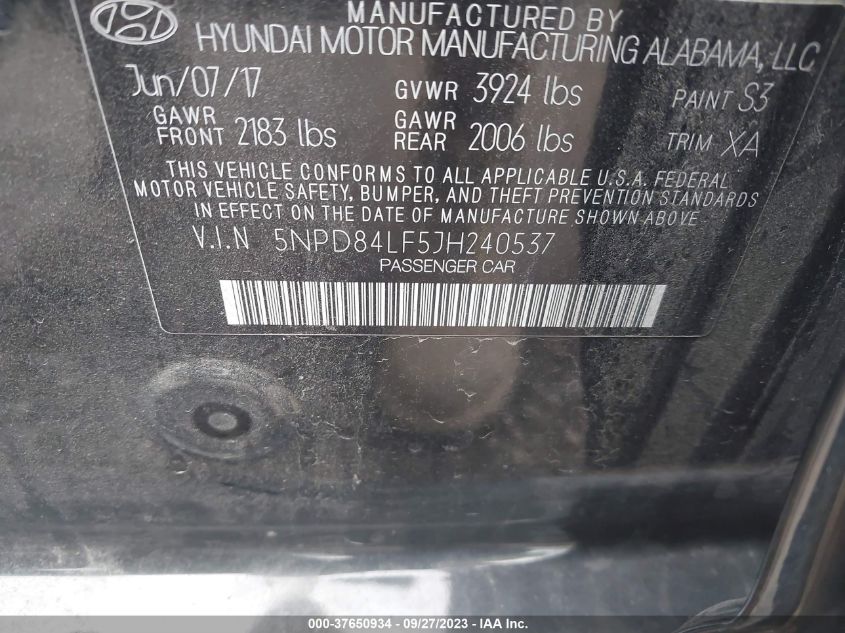 MANUFACTURED BY
HYUNDAI MOTOR MANUFACTURING ALABAMA, LLC
Jun/07/17 GVWR 3924 lbs PAINT S3
GAWR FRONT 2183 lbs GAWR REAR 2006 lbs TRIM XA
THIS VEHICLE CONFORMS TO ALL APPLICABLE U.S.A. FEDERAL
MOTOR VEHICLE SAFETY, BUMPER, AND THEFT PREVENTION STANDARDS
IN EFFECT ON THE DATE OF MANUFACTURE SHOWN ABOVE
V.I.N 5NPD84LF5JH240537
PASSENGER CAR
000-37650934 - 09/27/2023 - IAA Inc.